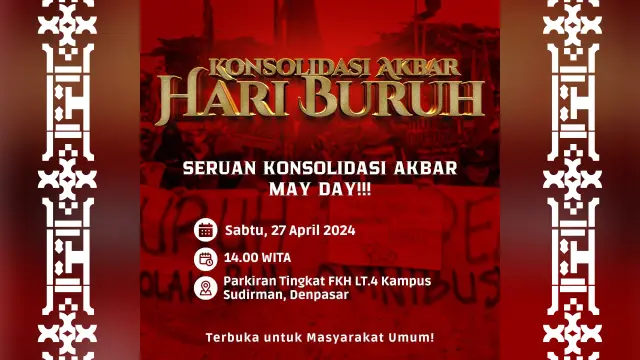 KONSOLIDASI AKBAR
HARI BURUH
SERUAN KONSOLIDASI AKBAR
MAY DAY!!!
Sabtu, 27 April 2024
14.00 WITA
Parkiran Tingkat FKH LT.4 Kampus
Sudirman, Denpasar
OMNIBUS
Terbuka untuk Masyarakat Umum!